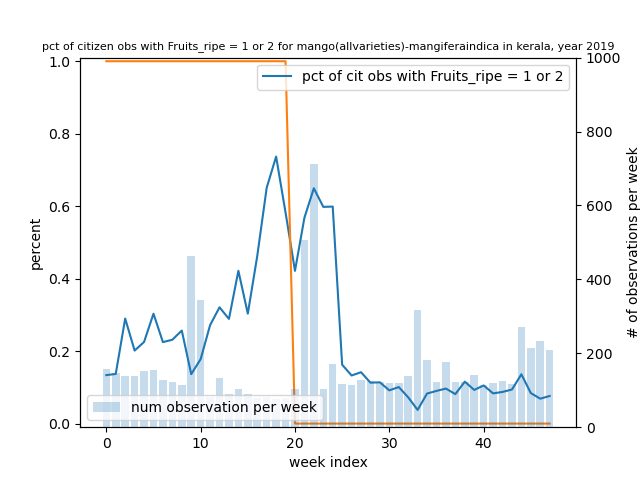 pct of citizen obs with Fruits_ripe = 1 or 2 for mango(allvarieties)-mangiferaindica in kerala, year 2019
pct of cit obs with Fruits_ripe = 1 or 2
1.0
0.8
0.6
0.4
0.2
0.0
percent
1000
800
600
400
200
0
# of observations per week
num observation per week
0 10 20 30 40
week index